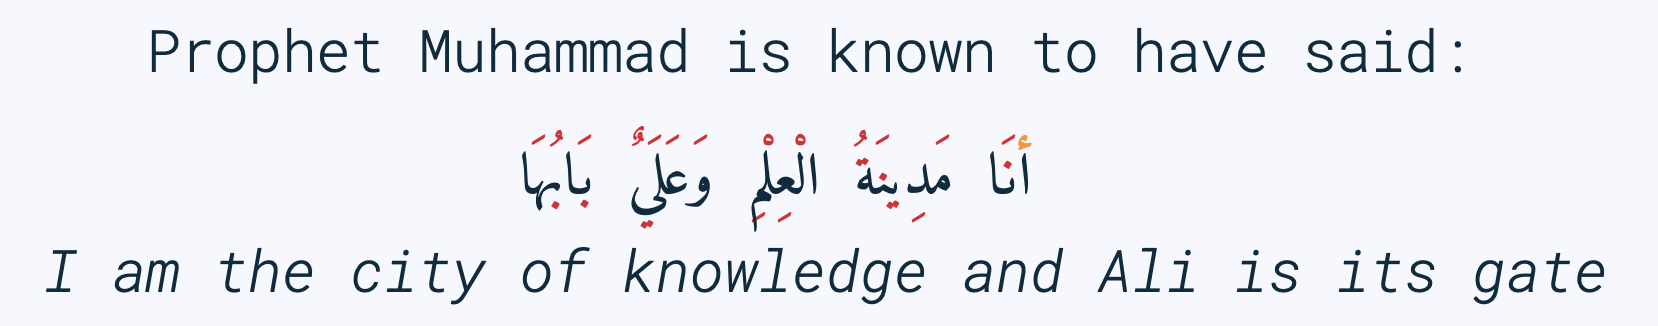 Prophet Muhammad is known to have said:
أَنَا مَدِينَةُ الْعِلْمِ وَعَلَيٌَ بَابُهَا
I am the city of knowledge and Ali is its gate